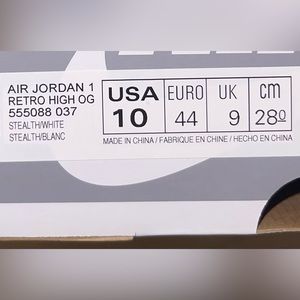 AIR JORDAN 1
RETRO HIGH OG
555088 037
STEALTH/WHITE
STEALTH/BLANC
USA
10
EURO
44
UK
9
cm
28.0
MADE IN CHINA / FABRIQUE EN CHINE / HECHO EN CHINA